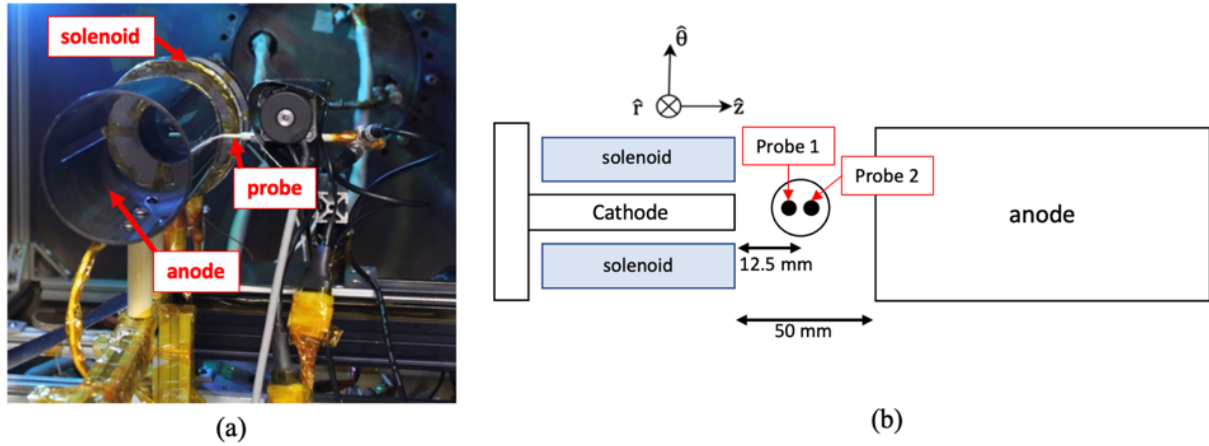 solenoid
probe
anode
(a)
θ̂
r̂
ẑ
solenoid
Probe 1
Probe 2
Cathode
anode
solenoid
12.5 mm
50 mm
(b)